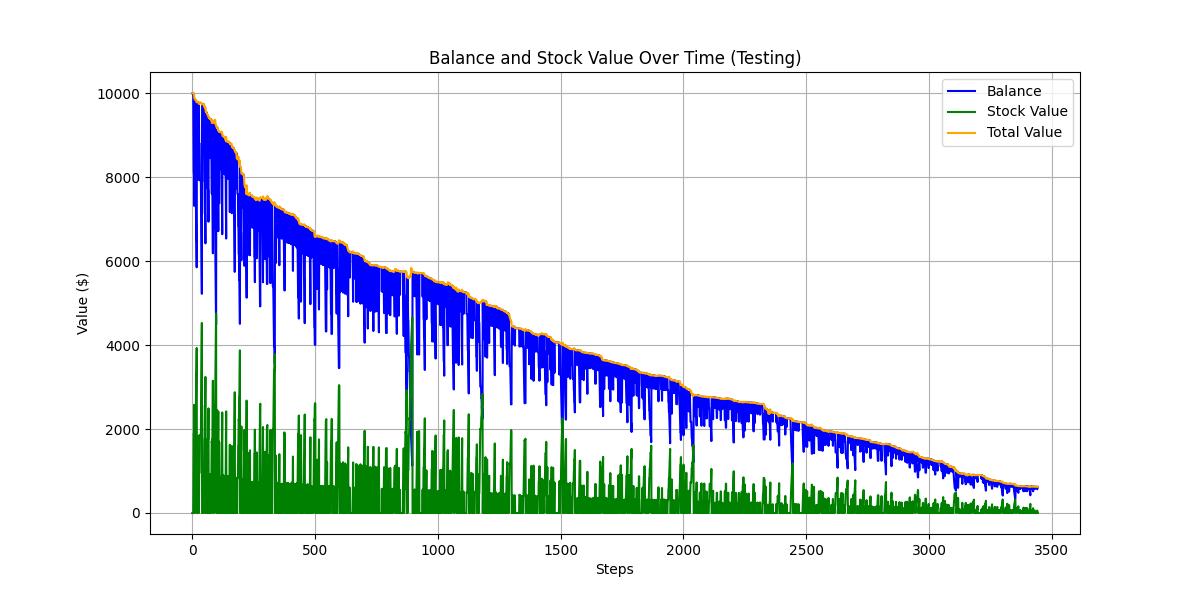 Balance and Stock Value Over Time (Testing)
Balance
Stock Value
Total Value
10000
8000
6000
4000
2000
0
Value ($)
0 500 1000 1500 2000 2500 3000 3500
Steps